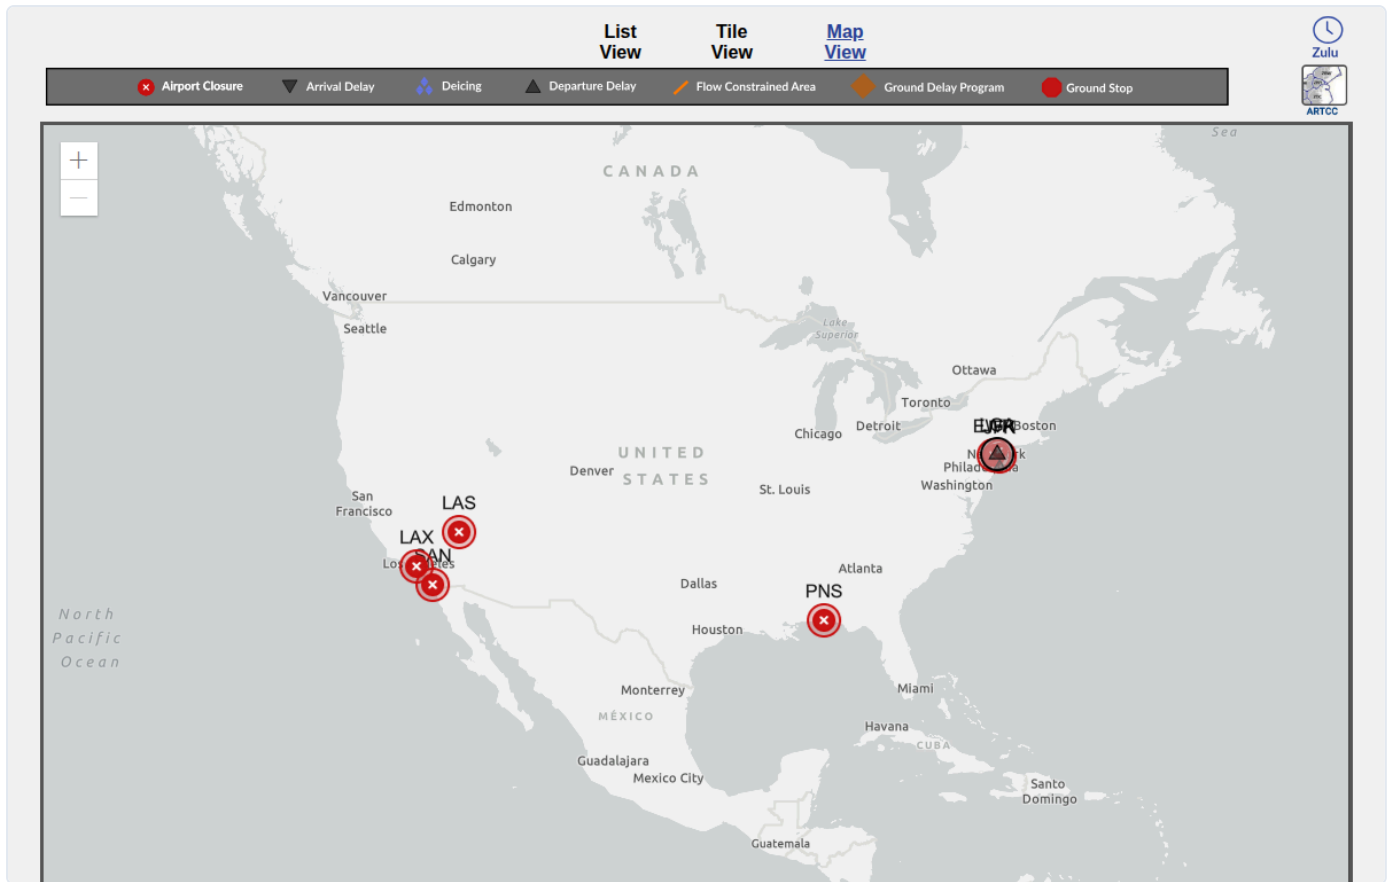 List
View
Tile
View
Map
View
Zulu
ARTCC
Airport Closure
Arrival Delay
Deicing
Departure Delay
Flow Constrained Area
Ground Delay Program
Ground Stop
+
−
Sea
CANADA
Edmonton
Calgary
Vancouver
Seattle
Lake
Superior
Ottawa
Toronto
Boston
Detroit
Chicago
UNITED
STATES
Denver
St. Louis
Washington
San
Francisco
LAS
LAX
SAN
Atlanta
Dallas
PNS
Houston
North
Pacific
Ocean
Monterrey
Miami
MÉXICO
Havana
CUBA
Guadalajara
Mexico City
Santo
Domingo
Guatemala